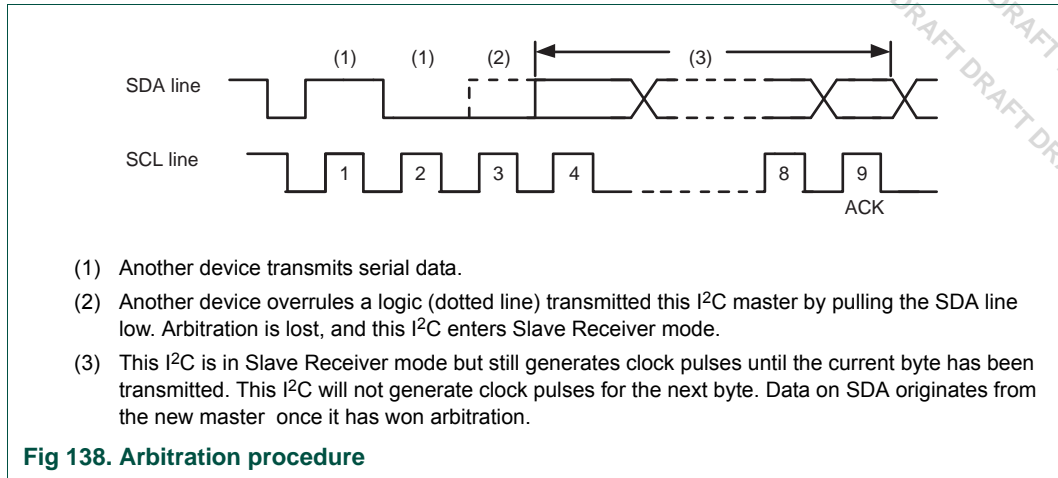 DRAFT
DRAFT DRAFT DRA
(1) (1) (2) (3)
SDA line
SCL line
1 2 3 4 8 9
ACK
(1) Another device transmits serial data.
(2) Another device overrules a logic (dotted line) transmitted this I2C master by pulling the SDA line
low. Arbitration is lost, and this I2C enters Slave Receiver mode.
(3) This I2C is in Slave Receiver mode but still generates clock pulses until the current byte has been
transmitted. This I2C will not generate clock pulses for the next byte. Data on SDA originates from
the new master once it has won arbitration.
Fig 138. Arbitration procedure